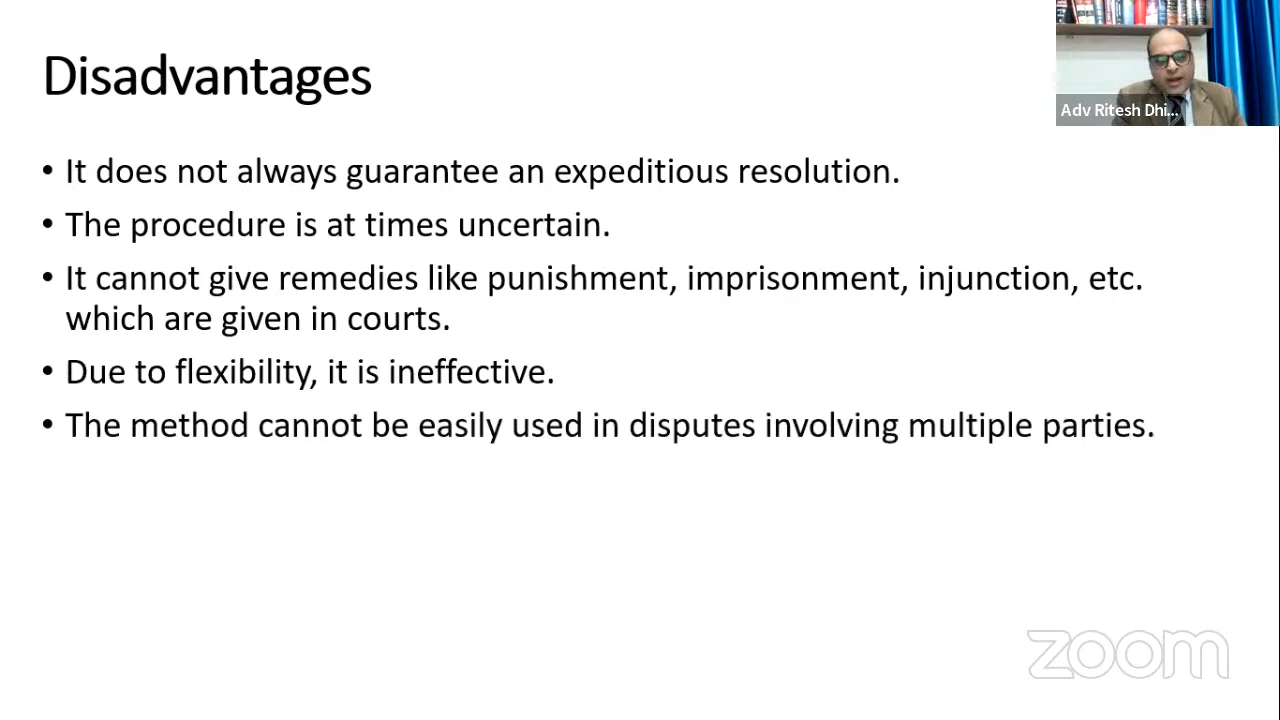 Disadvantages
Adv Ritesh Dhi...
• It does not always guarantee an expeditious resolution.
• The procedure is at times uncertain.
• It cannot give remedies like punishment, imprisonment, injunction, etc.
which are given in courts.
• Due to flexibility, it is ineffective.
• The method cannot be easily used in disputes involving multiple parties.
zoom